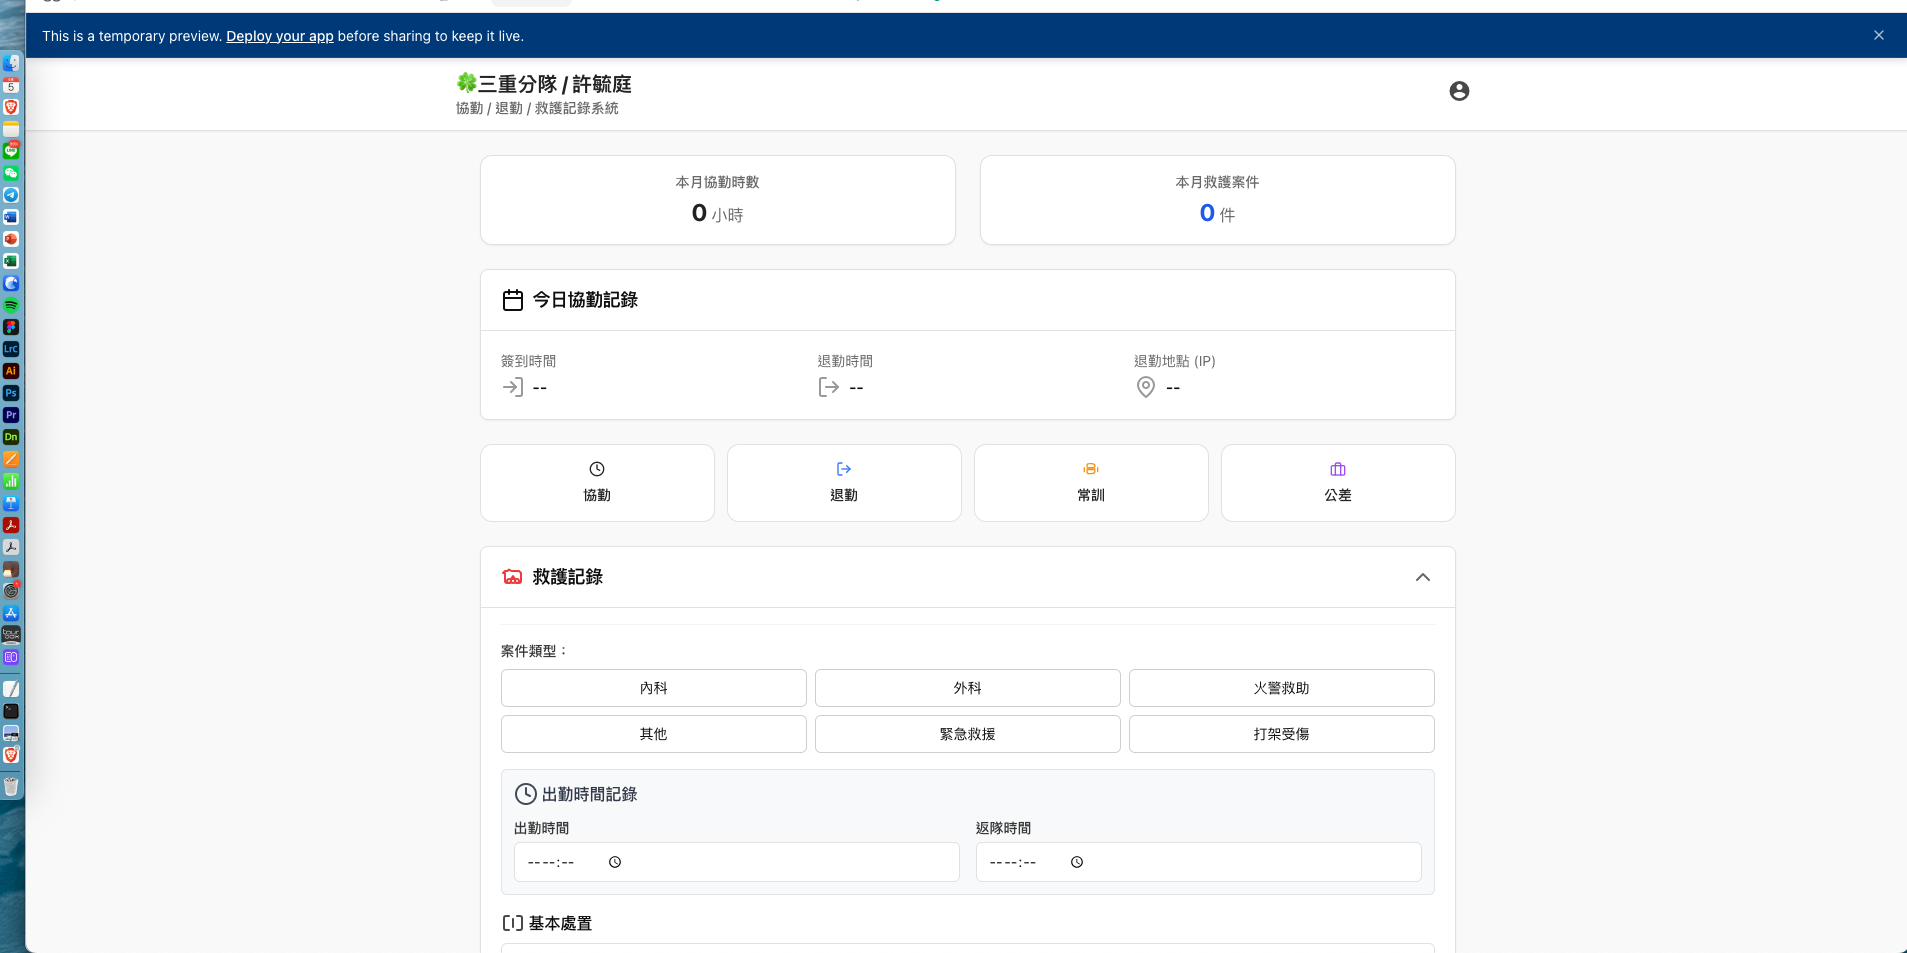 This is a temporary preview. Deploy your app before sharing to keep it live.
🍀三重分隊 / 許毓庭
協勤 / 退勤 / 救護記錄系統
本月協勤時數
0 小時
本月救護案件
0 件
今日協勤記錄
簽到時間
--
退勤時間
--
退勤地點 (IP)
--
協勤
退勤
常訓
公差
救護記錄
案件類型：
內科
外科
火警救助
其他
緊急救援
打架受傷
出勤時間記錄
出勤時間
返隊時間
----:--
----:--
基本處置
5
LrC
Ai
Ps
Pr
Dn